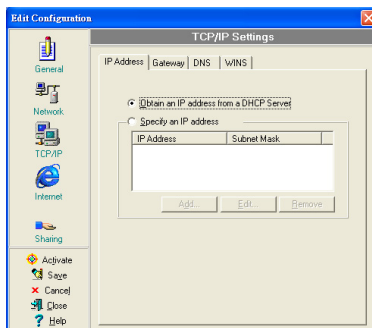 Edit Configuration
TCP/IP Settings
General
Network
TCP/IP
Internet
Sharing
Activate
Save
Cancel
Close
Help
IP Address Gateway DNS WINS
Obtain an IP address from a DHCP Server
Specify an IP address
IP Address Subnet Mask
Add... Edit... Remove